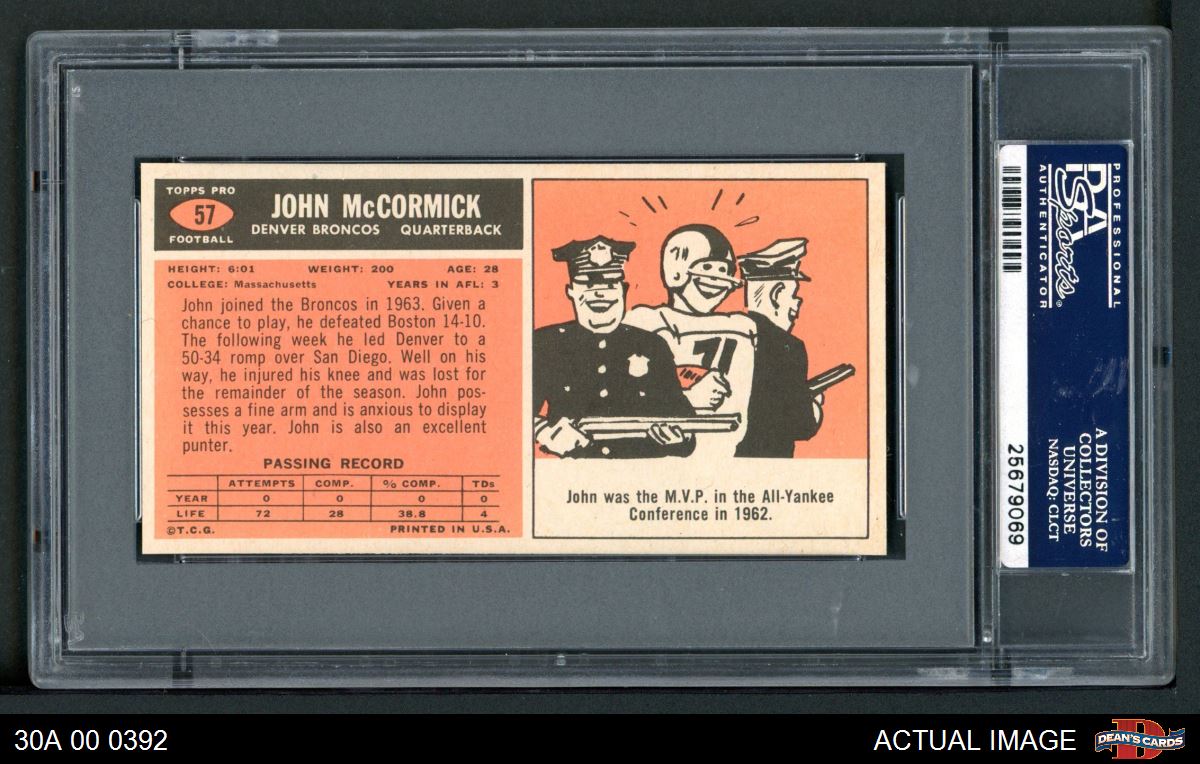 TOPPS PRO
57
FOOTBALL
JOHN McCORMICK
DENVER BRONCOS QUARTERBACK
HEIGHT: 6:01 WEIGHT: 200 AGE: 28
COLLEGE: Massachusetts YEARS IN AFL: 3
John joined the Broncos in 1963. Given a
chance to play, he defeated Boston 14-10.
The following week he led Denver to a
50-34 romp over San Diego. Well on his
way, he injured his knee and was lost for
the remainder of the season. John pos-
sesses a fine arm and is anxious to display
it this year. John is also an excellent
punter.
PASSING RECORD
ATTEMPTS COMP. % COMP. TDs
YEAR 0 0 0 0
LIFE 72 28 38.8 4
©T.C.G. PRINTED IN U.S.A.
71
71
John was the M.V.P. in the All-Yankee
Conference in 1962.
PROFESSIONAL
PSA
Sports®
AUTHENTICATOR
A DIVISION OF
COLLECTORS
UNIVERSE
NASDAQ: CLCT
25679069
30A 00 0392
ACTUAL IMAGE
D
DEAN'S CARDS